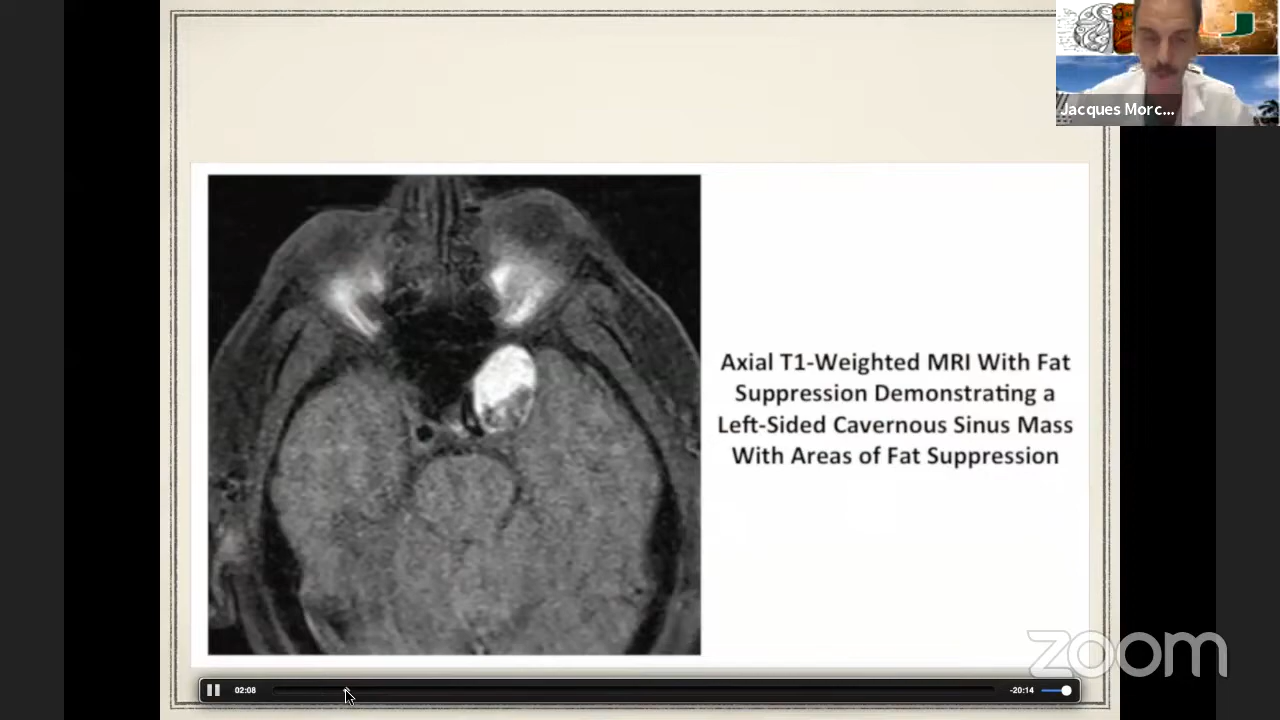 Jacques Morc...
Axial T1-Weighted MRI With Fat
Suppression Demonstrating a
Left-Sided Cavernous Sinus Mass
With Areas of Fat Suppression
zoom
02:08
-20:14